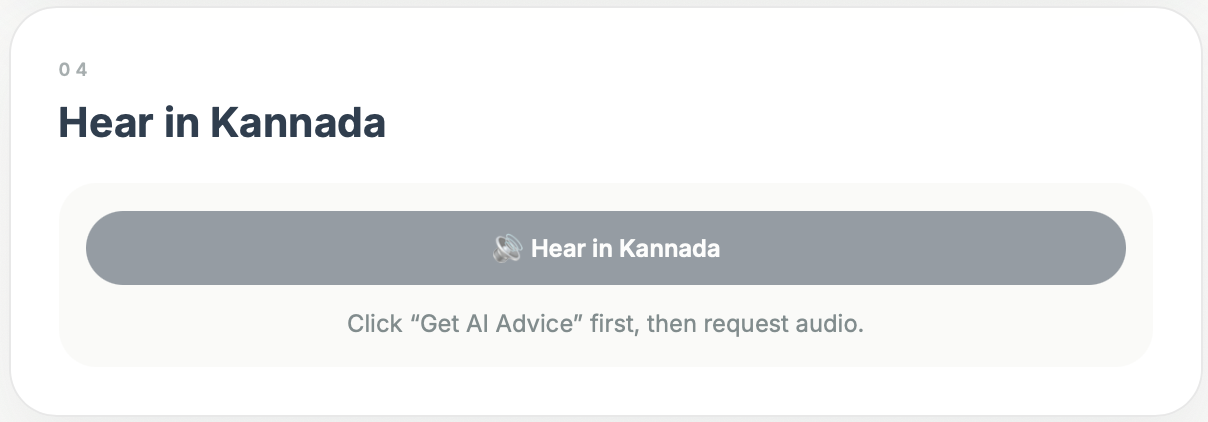 04
Hear in Kannada
🔊 Hear in Kannada
Click “Get AI Advice” first, then request audio.